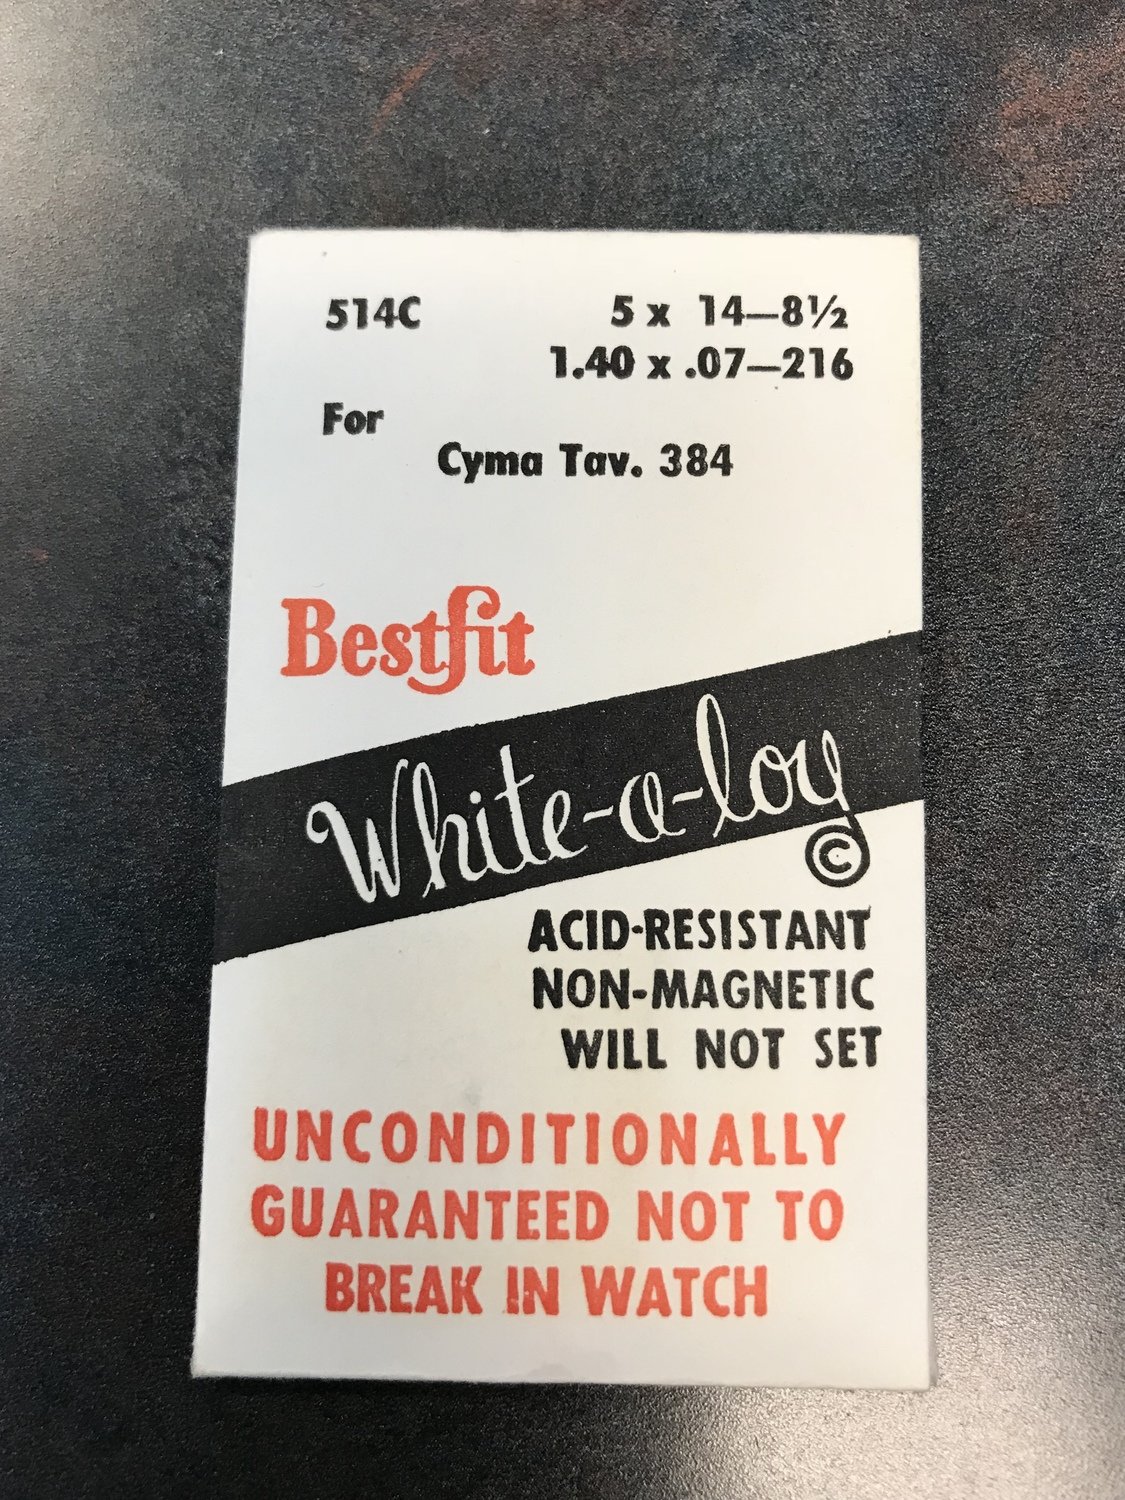 514C 5 x 14—8½
1.40 x .07—216
For
Cyma Tav. 384
Bestfit
White-a-loy
©
ACID-RESISTANT
NON-MAGNETIC
WILL NOT SET
UNCONDITIONALLY
GUARANTEED NOT TO
BREAK IN WATCH